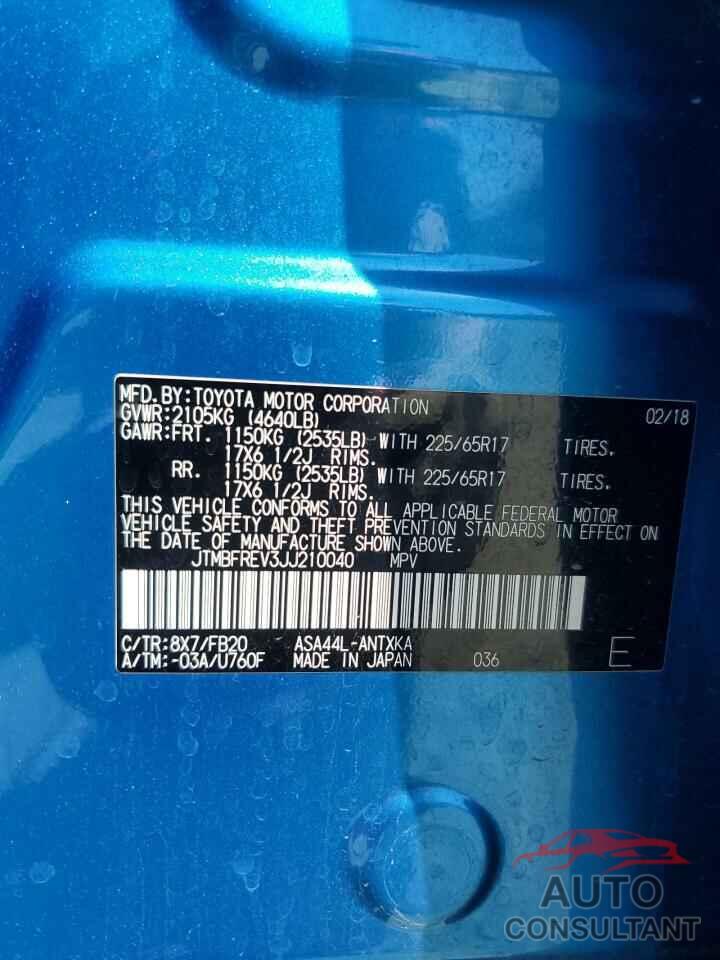 MFD.BY:TOYOTA MOTOR CORPORATION 02/18
GVWR:2105KG (4640LB)
GAWR:FRT. 1150KG (2535LB) WITH 225/65R17 TIRES.
17X6 1/2J RIMS.
RR. 1150KG (2535LB) WITH 225/65R17 TIRES.
17X6 1/2J RIMS.
THIS VEHICLE CONFORMS TO ALL APPLICABLE FEDERAL MOTOR
VEHICLE SAFETY AND THEFT PREVENTION STANDARDS IN EFFECT ON
THE DATE OF MANUFACTURE SHOWN ABOVE.
JTMBFREV3JJ210040 MPV
C/TR:8X7/FB20 ASA44L-ANTXKA
A/TM:-03A/U760F MADE IN JAPAN 036 E
AUTO
CONSULTANT